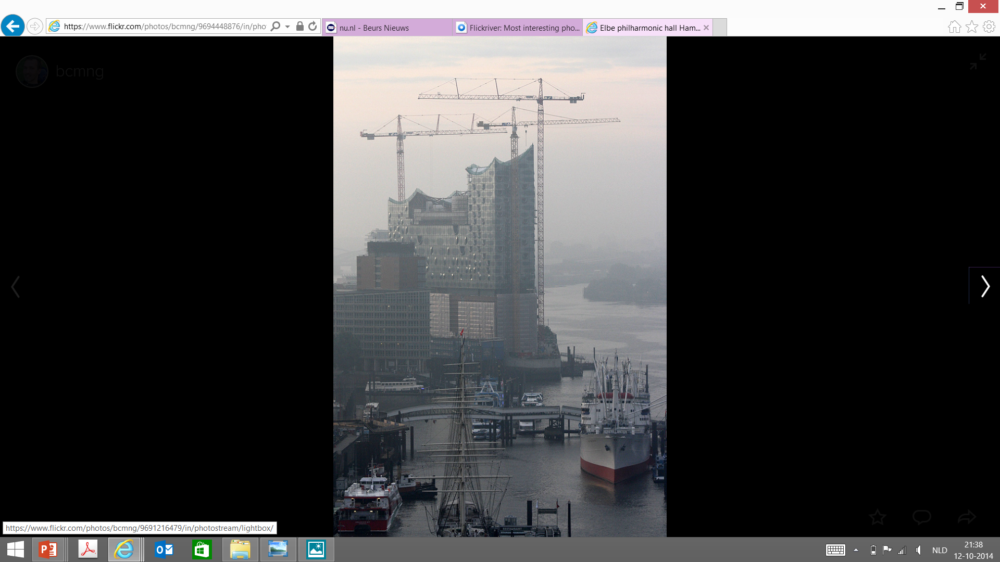 https://www.flickr.com/photos/bcmng/9694448876/in/pho
nu.nl - Beurs Nieuws
Flickriver: Most interesting pho...
Elbe philharmonic hall Ham...
bcmng
RESTAURANT
https://www.flickr.com/photos/bcmng/9691216479/in/photostream/lightbox/
NLD
21:38
12-10-2014